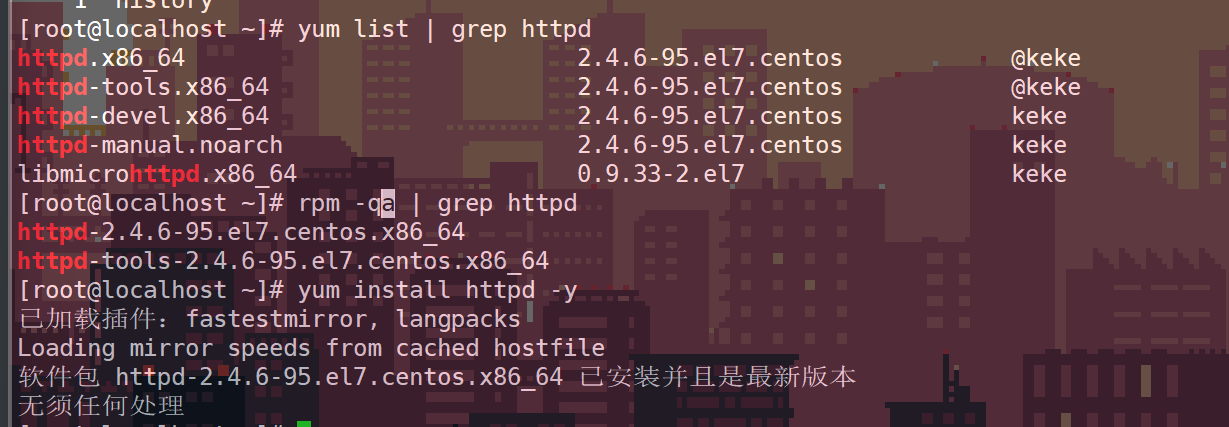 1  history
[root@localhost ~]# yum list | grep httpd
httpd.x86_64 2.4.6-95.el7.centos @keke
httpd-tools.x86_64 2.4.6-95.el7.centos @keke
httpd-devel.x86_64 2.4.6-95.el7.centos keke
httpd-manual.noarch 2.4.6-95.el7.centos keke
libmicrohttpd.x86_64 0.9.33-2.el7 keke
[root@localhost ~]# rpm -qa | grep httpd
httpd-2.4.6-95.el7.centos.x86_64
httpd-tools-2.4.6-95.el7.centos.x86_64
[root@localhost ~]# yum install httpd -y
已加载插件：fastestmirror, langpacks
Loading mirror speeds from cached hostfile
软件包 httpd-2.4.6-95.el7.centos.x86_64 已安装并且是最新版本
无须任何处理
[root@localhost ~]#